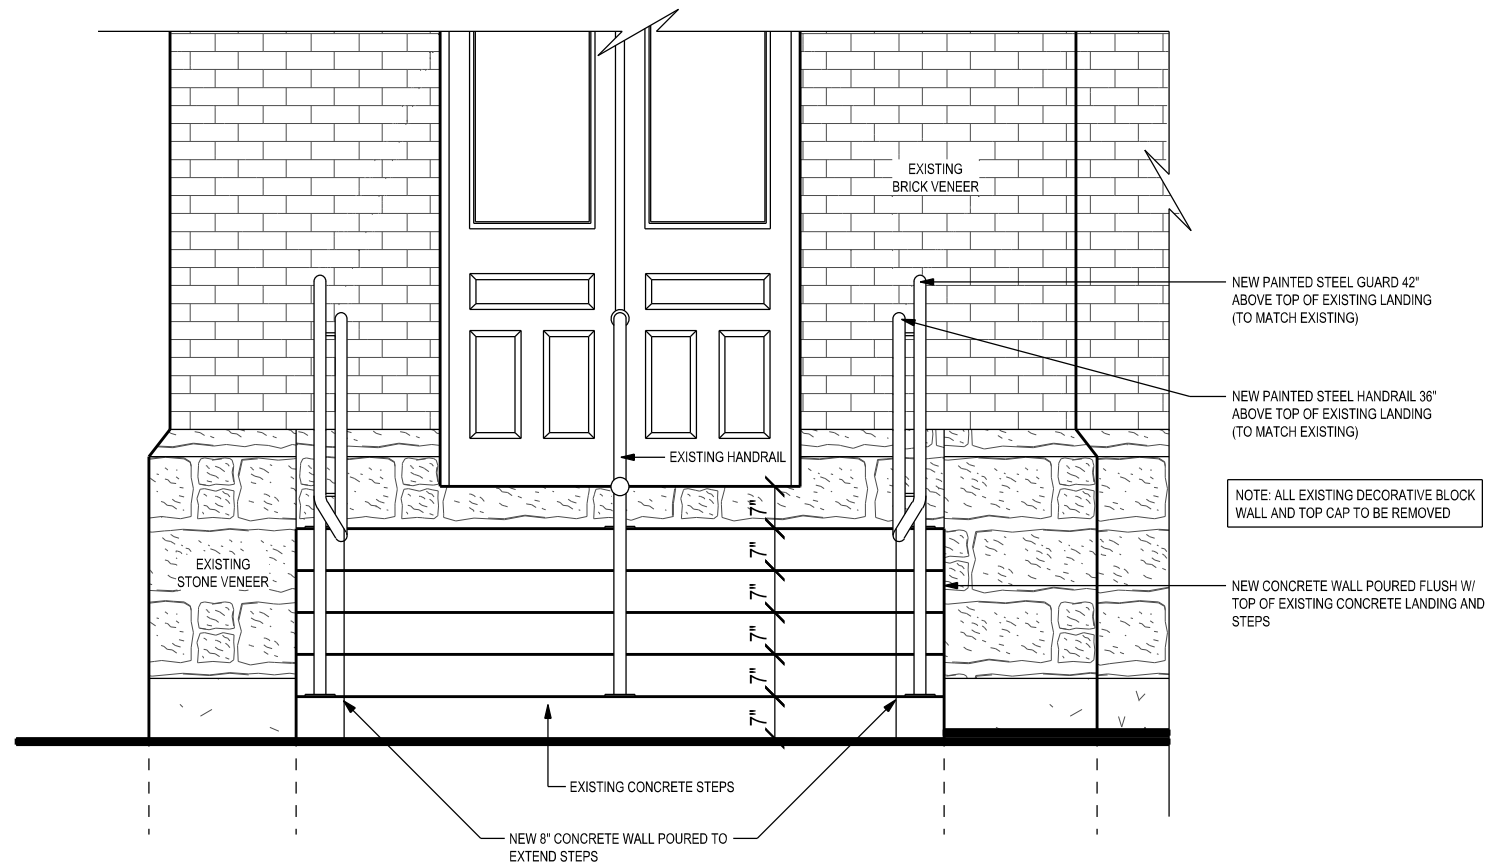 EXISTING
BRICK VENEER
NEW PAINTED STEEL GUARD 42"
ABOVE TOP OF EXISTING LANDING
(TO MATCH EXISTING)
NEW PAINTED STEEL HANDRAIL 36"
ABOVE TOP OF EXISTING LANDING
(TO MATCH EXISTING)
EXISTING HANDRAIL
NOTE: ALL EXISTING DECORATIVE BLOCK
WALL AND TOP CAP TO BE REMOVED
7"
7"
7"
7"
7"
7"
EXISTING
STONE VENEER
NEW CONCRETE WALL POURED FLUSH W/
TOP OF EXISTING CONCRETE LANDING AND
STEPS
EXISTING CONCRETE STEPS
NEW 8" CONCRETE WALL POURED TO
EXTEND STEPS